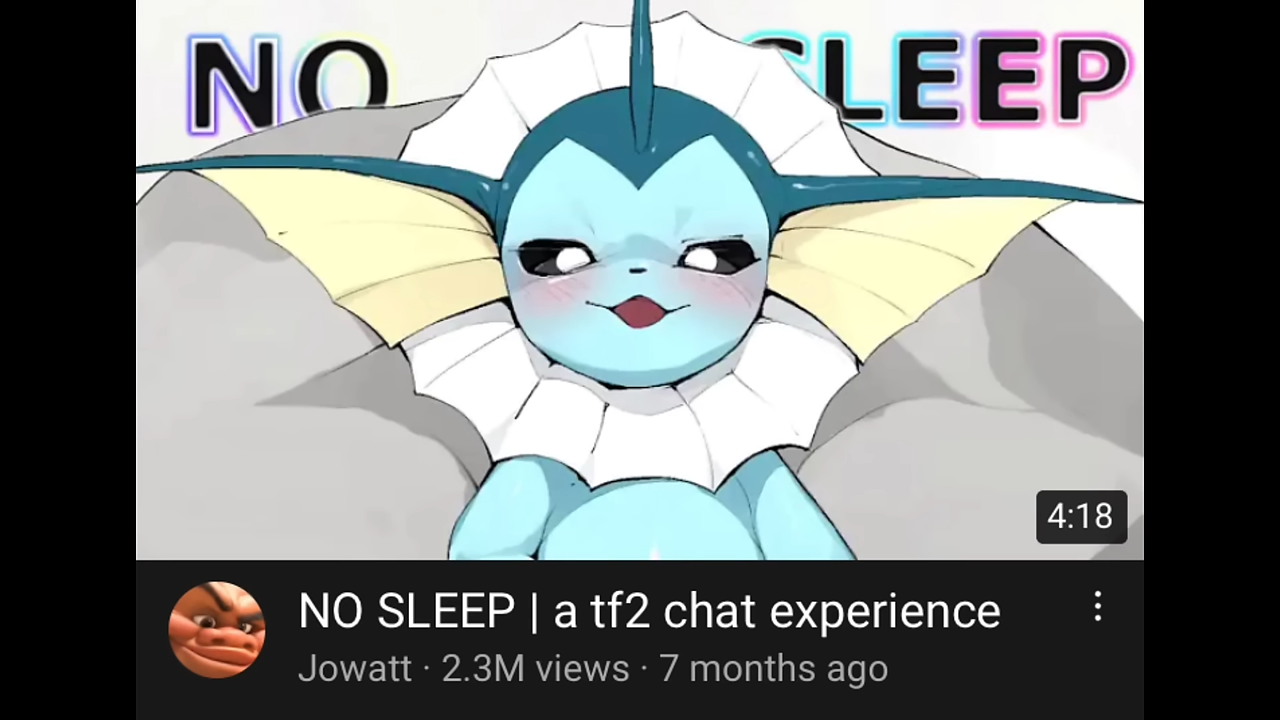 NO SLEEP
4:18
NO SLEEP | a tf2 chat experience
Jowatt · 2.3M views · 7 months ago